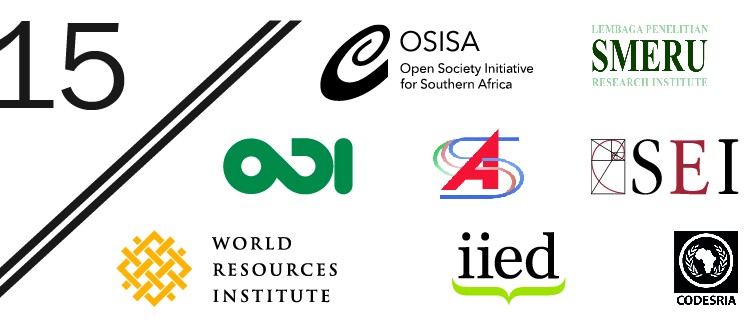 15
OSISA
Open Society Initiative
for Southern Africa
LEMBAGA PENELITIAN
SMERU
RESEARCH INSTITUTE
ODI
SEI
WORLD
RESOURCES
INSTITUTE
iied
CODESRIA